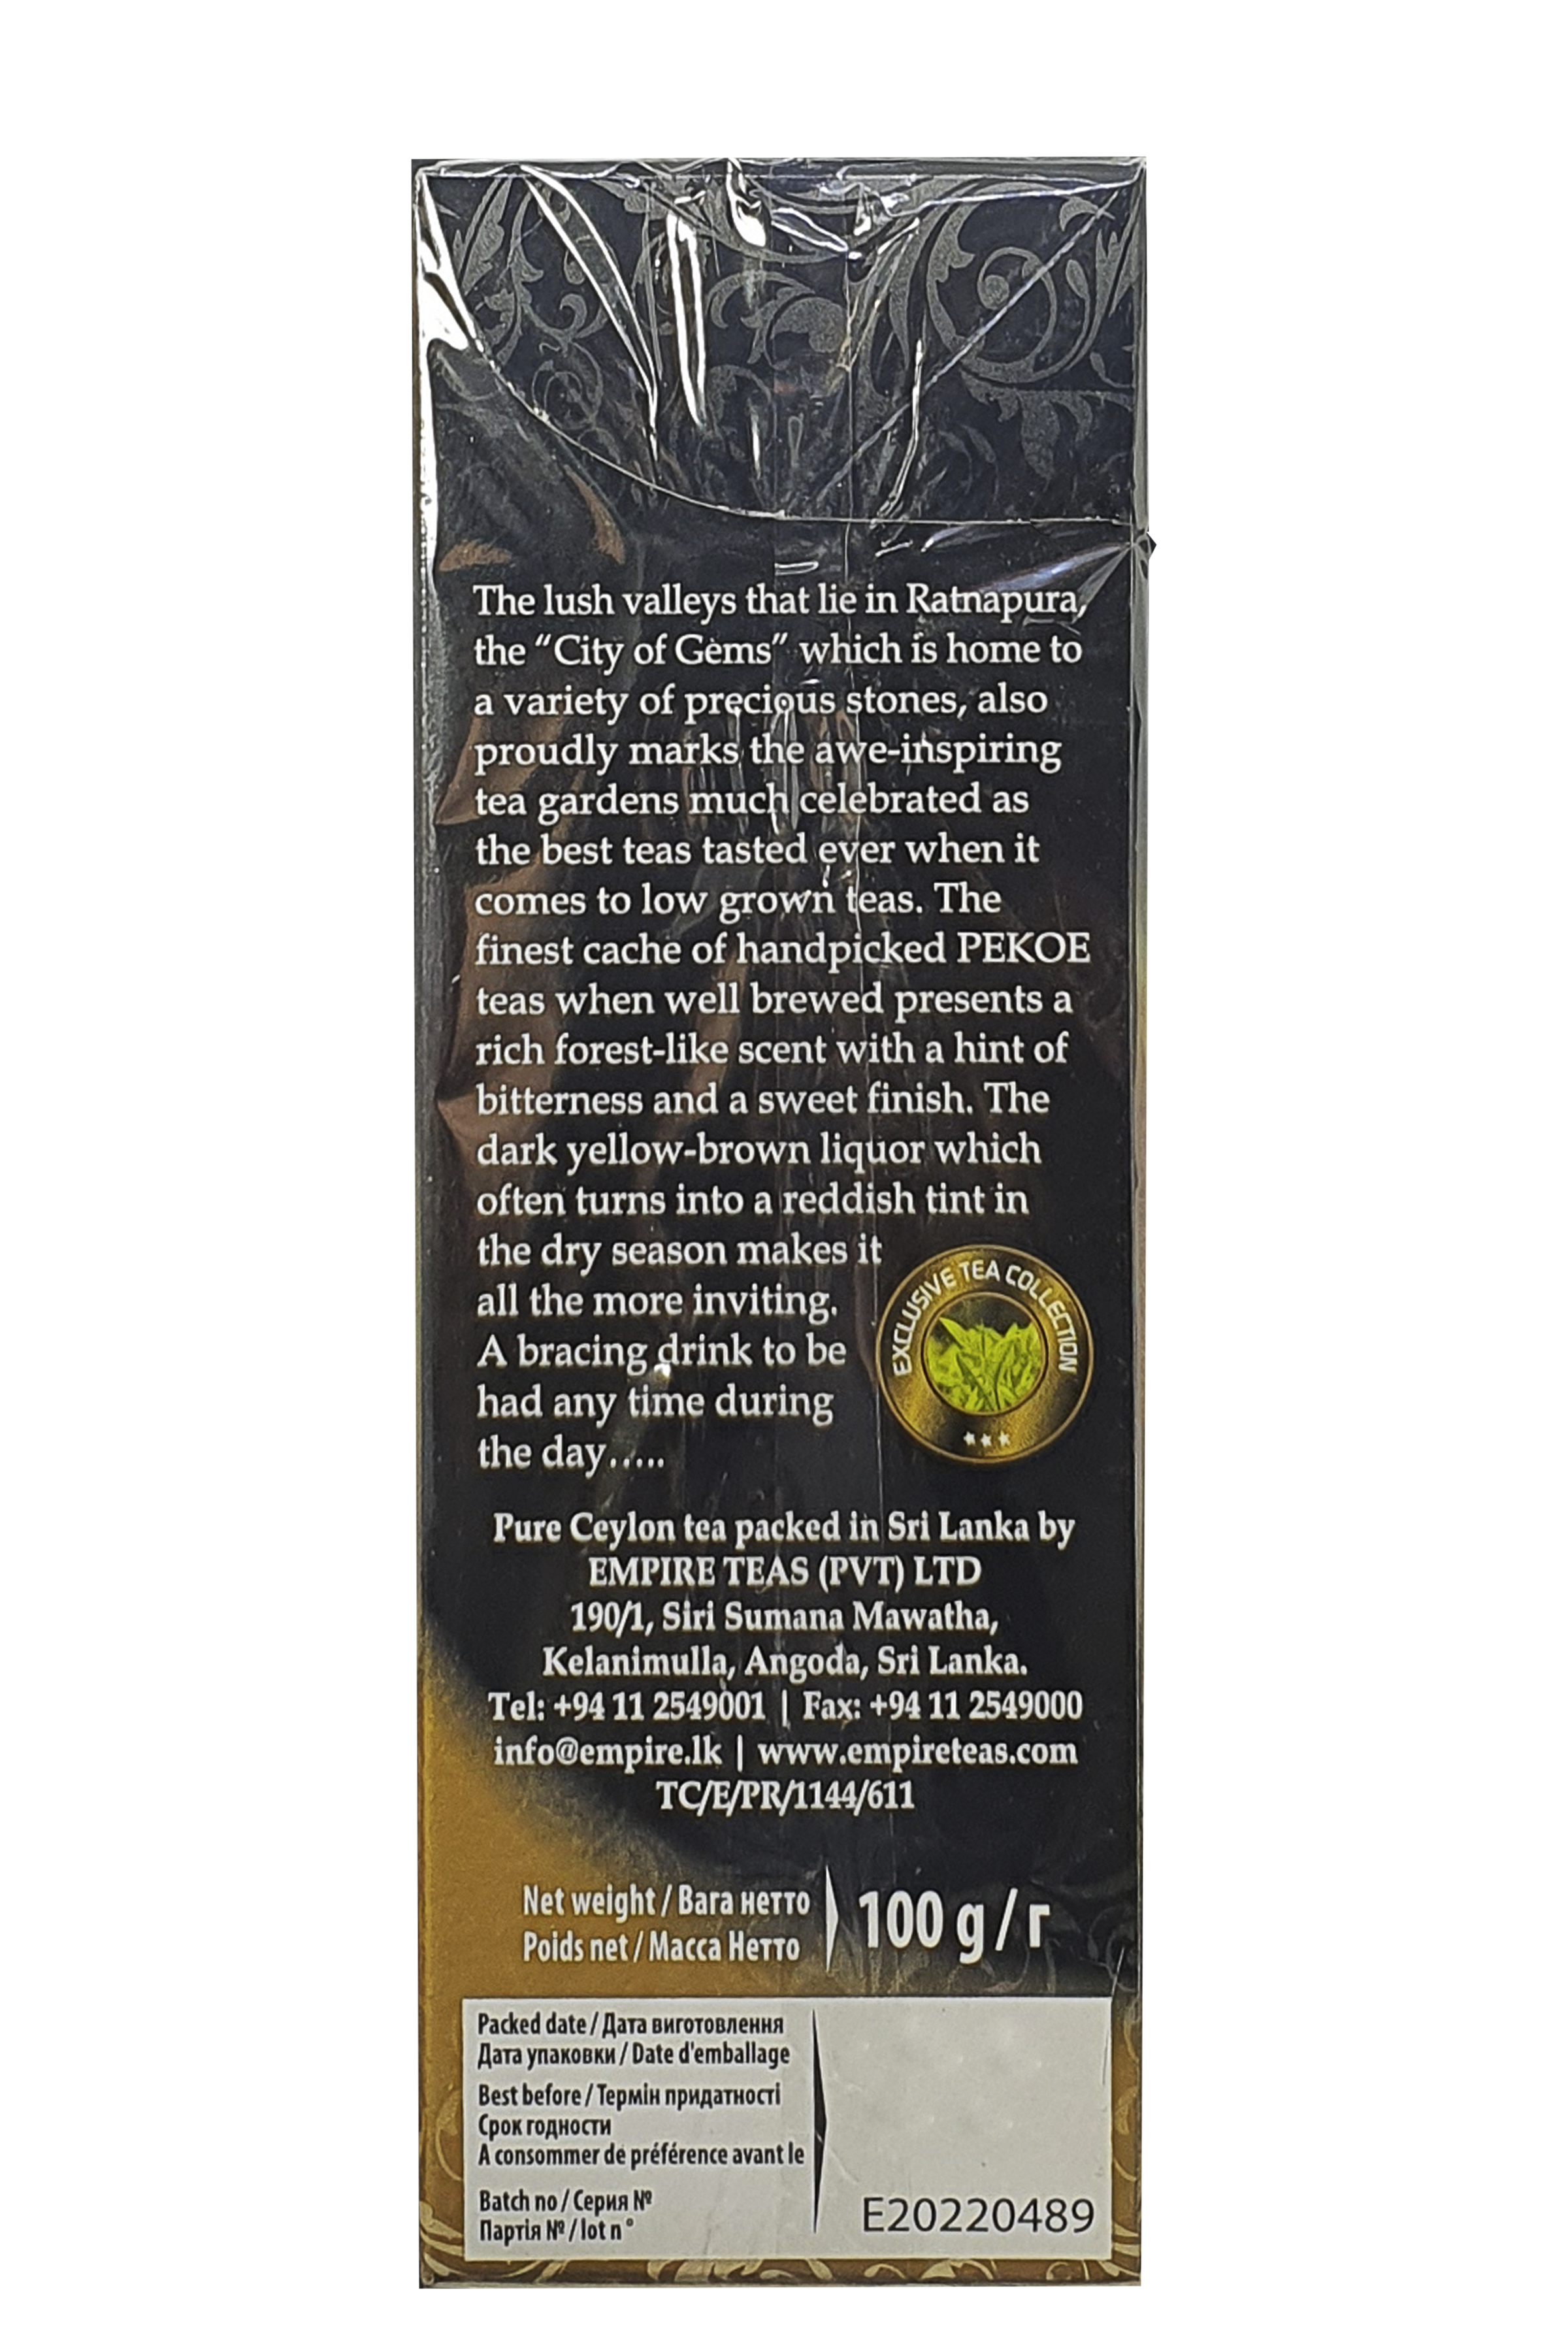 The lush valleys that lie in Ratnapura,
the “City of Gems” which is home to
a variety of precious stones, also
proudly marks the awe-inspiring
tea gardens much celebrated as
the best teas tasted ever when it
comes to low grown teas. The
finest cache of handpicked PEKOE
teas when well brewed presents a
rich forest-like scent with a hint of
bitterness and a sweet finish. The
dark yellow-brown liquor which
often turns into a reddish tint in
the dry season makes it
all the more inviting.
A bracing drink to be
had any time during
the day.....
EXCLUSIVE TEA COLLECTION
Pure Ceylon tea packed in Sri Lanka by
EMPIRE TEAS (PVT) LTD
190/1, Siri Sumana Mawatha,
Kelanimulla, Angoda, Sri Lanka.
Tel: +94 11 2549001 | Fax: +94 11 2549000
info@empire.lk | www.empireteas.com
TC/E/PR/1144/611
Net weight / Вага нетто
Poids net / Масса Нетто
100 g / г
Packed date / Дата виготовлення
Дата упаковки / Date d'emballage
Best before / Термін придатності
Срок годности
A consommer de préférence avant le
Batch no / Серия №
Партія № / lot n°
E20220489